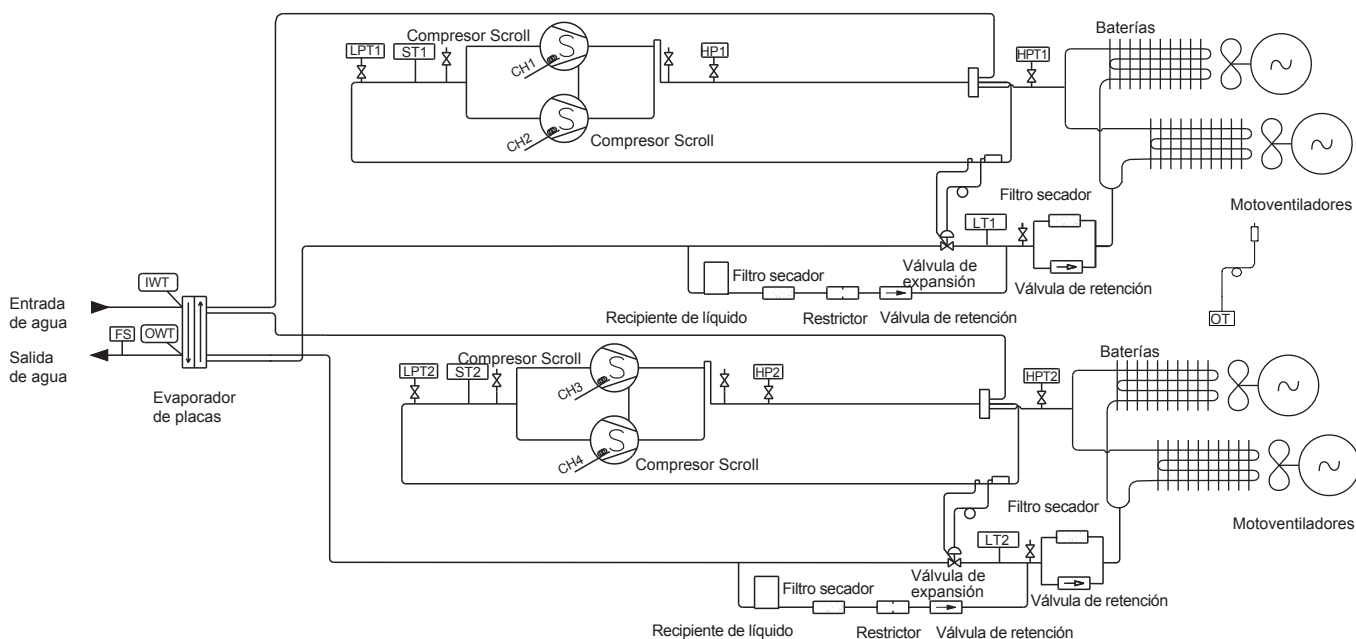 Compresor Scroll
LPT1
ST1
CH1
HP1
HPT1
Baterías
CH2
Compresor Scroll
Filtro secador
Motoventiladores
LT1
Válvula de
expansión
Válvula de retención
Filtro secador
Recipiente de líquido
Restrictor
Válvula de retención
OT
IWT
Entrada
de agua
FS
OWT
Salida
de agua
Evaporador
de placas
Compresor Scroll
LPT2
ST2
CH3
HP2
HPT2
Baterías
CH4
Compresor Scroll
Filtro secador
Motoventiladores
LT2
Válvula de
expansión
Válvula de retención
Filtro secador
Recipiente de líquido
Restrictor
Válvula de retención